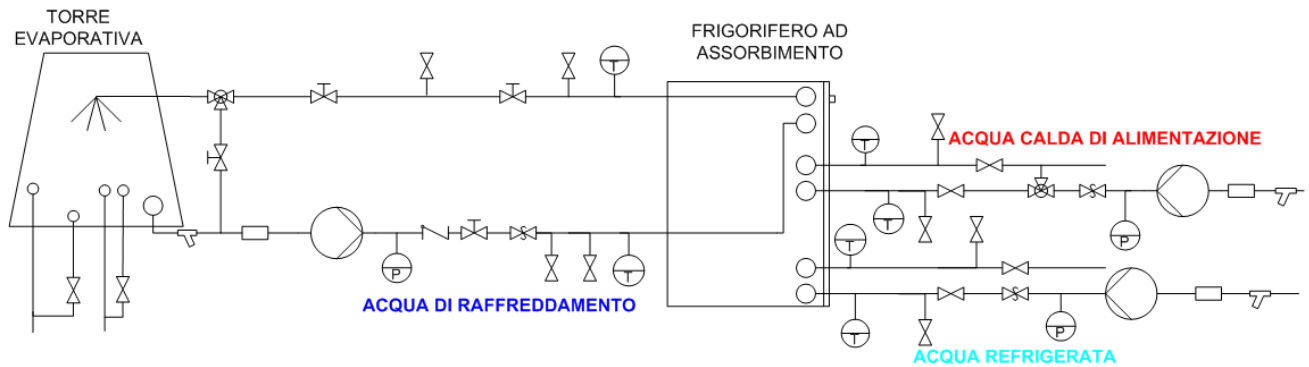 TORRE
EVAPORATIVA
FRIGORIFERO AD
ASSORBIMENTO
T
T
ACQUA CALDA DI ALIMENTAZIONE
T
P
P
T
T
ACQUA DI RAFFREDDAMENTO
T
P
ACQUA REFRIGERATA